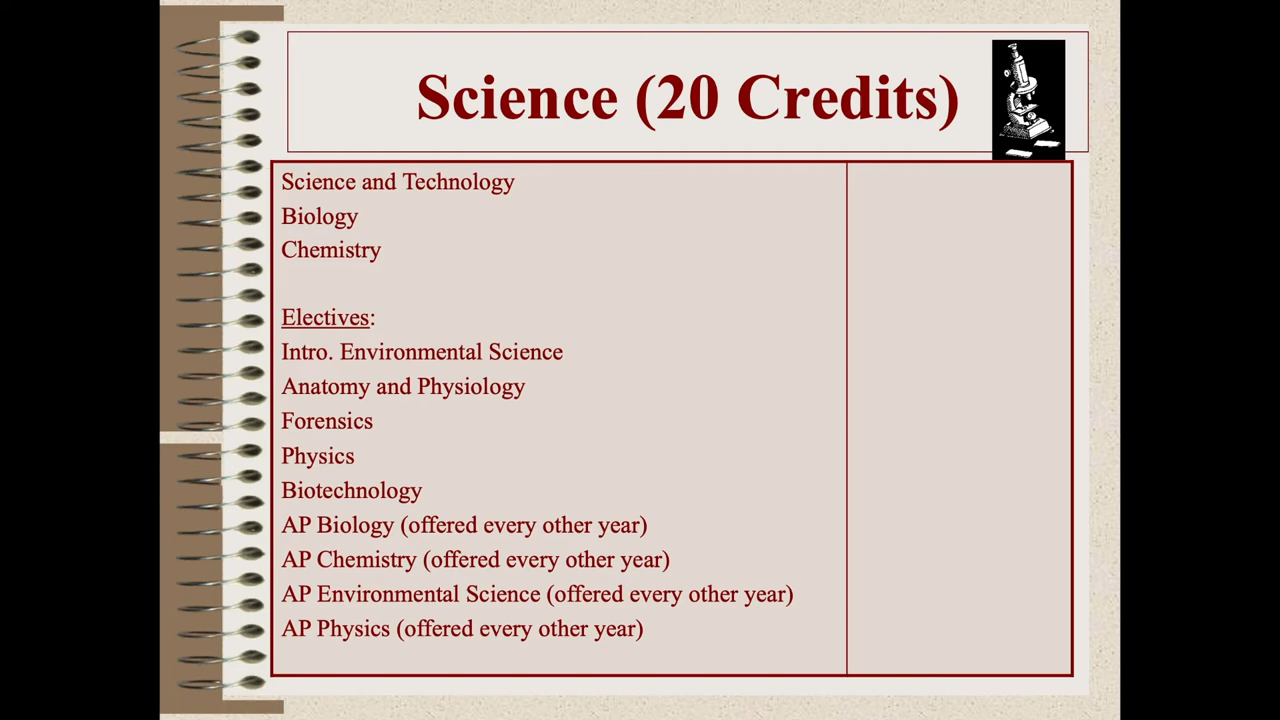 Science (20 Credits)
Science and Technology
Biology
Chemistry
Electives:
Intro. Environmental Science
Anatomy and Physiology
Forensics
Physics
Biotechnology
AP Biology (offered every other year)
AP Chemistry (offered every other year)
AP Environmental Science (offered every other year)
AP Physics (offered every other year)